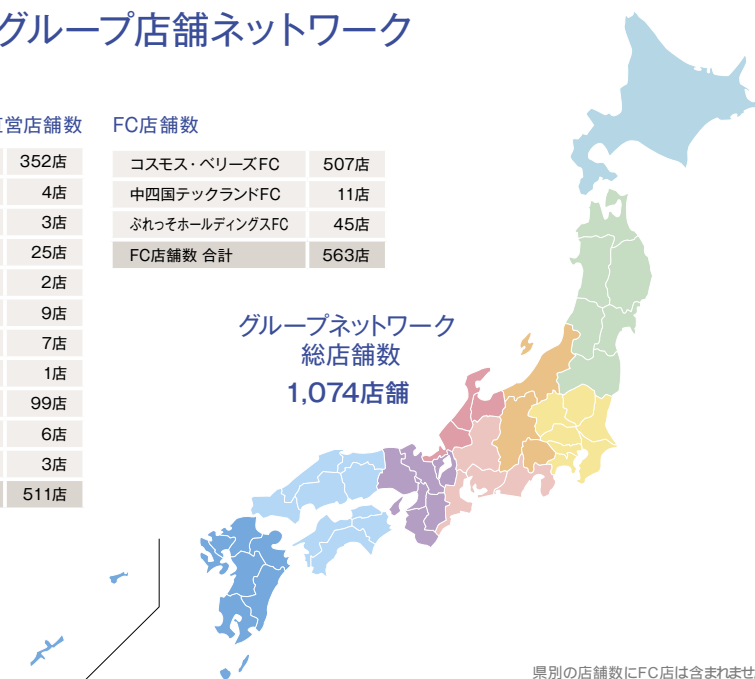 グループ店舗ネットワーク
営店舗数
352店
4店
3店
25店
2店
9店
7店
1店
99店
6店
3店
511店
FC店舗数
コスモス・ベリーズFC 507店
中四国テックランドFC 11店
ぷれっそホールディングスFC 45店
FC店舗数 合計 563店
グループネットワーク
総店舗数
1,074店舗
県別の店舗数にFC店は含まれませ